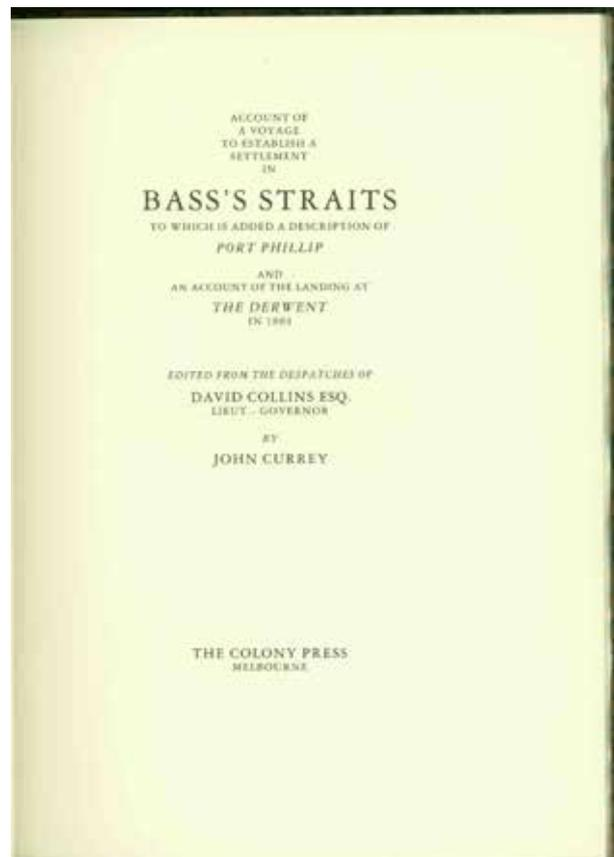 ACCOUNT OF
A VOYAGE
TO ESTABLISH A
SETTLEMENT
IN
BASS'S STRAITS
TO WHICH IS ADDED A DESCRIPTION OF
PORT PHILLIP
AND
AN ACCOUNT OF THE LANDING AT
THE DERWENT
IN
EDITED FROM THE DESPATCHES OF
DAVID COLLINS ESQ.
LIEUT. - GOVERNOR
BY
JOHN CURREY
THE COLONY PRESS
MELBOURNE